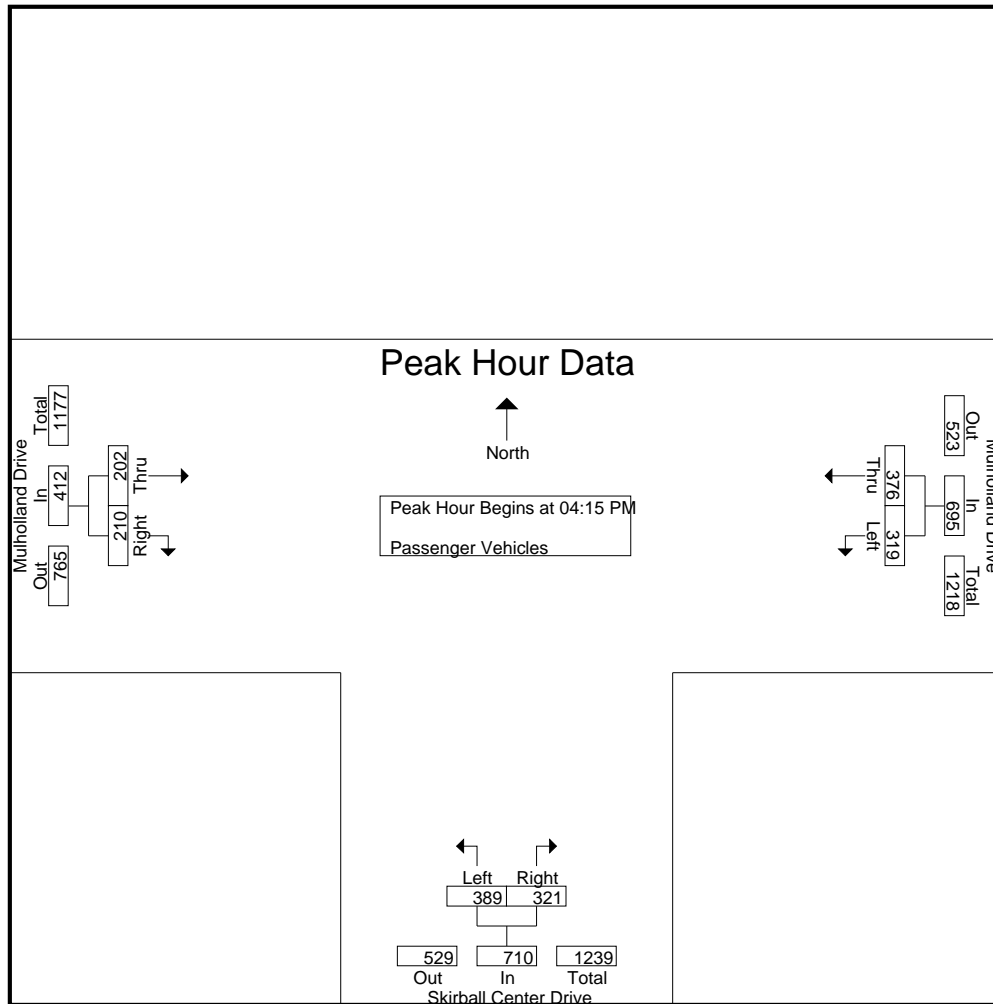 Peak Hour Data
North
Peak Hour Begins at 04:15 PM
Passenger Vehicles
Mulholland Drive
Out
In
Total
765
412
1177
Right
Thru
210
202
Mulholland Drive
Out
In
Total
523
695
1218
Thru
Left
376
319
Left
Right
389
321
529
710
1239
Out
In
Total
Skirball Center Drive